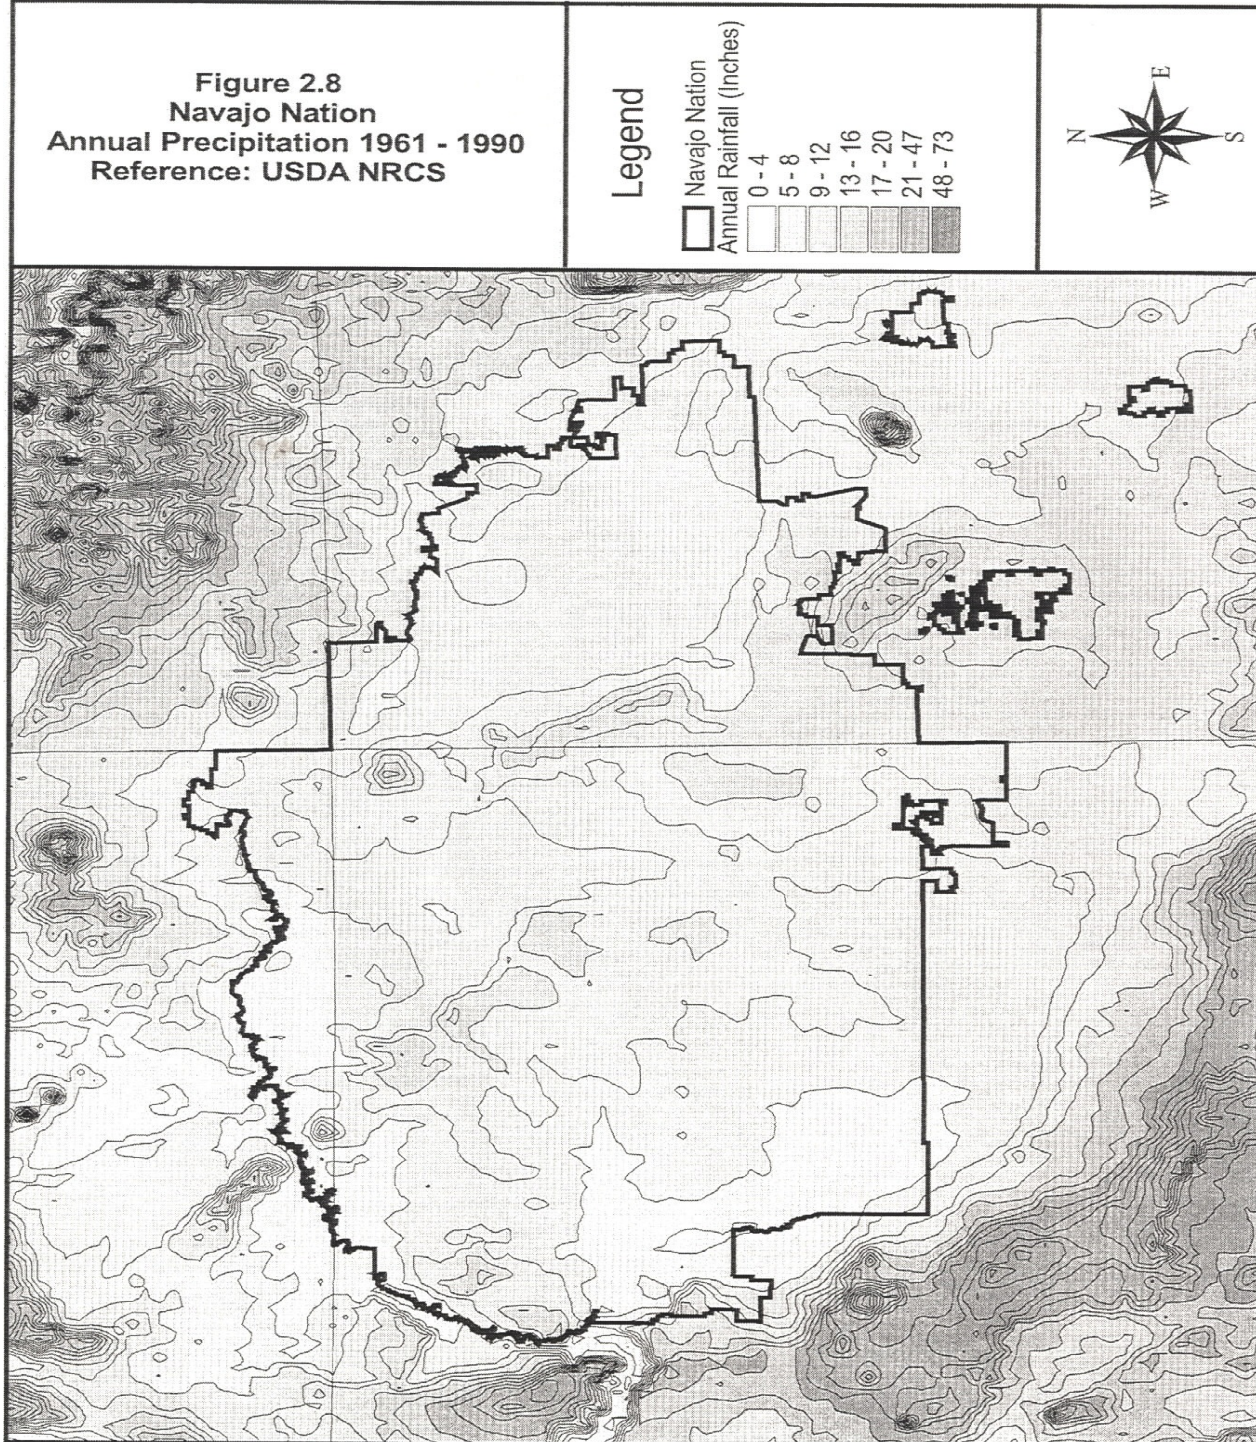 Figure 2.8
Navajo Nation
Annual Precipitation 1961 - 1990
Reference: USDA NRCS
Legend
Navajo Nation
Annual Rainfall (Inches)
0 - 4
5 - 8
9 - 12
13 - 16
17 - 20
21 - 47
48 - 73
N
E
S
W